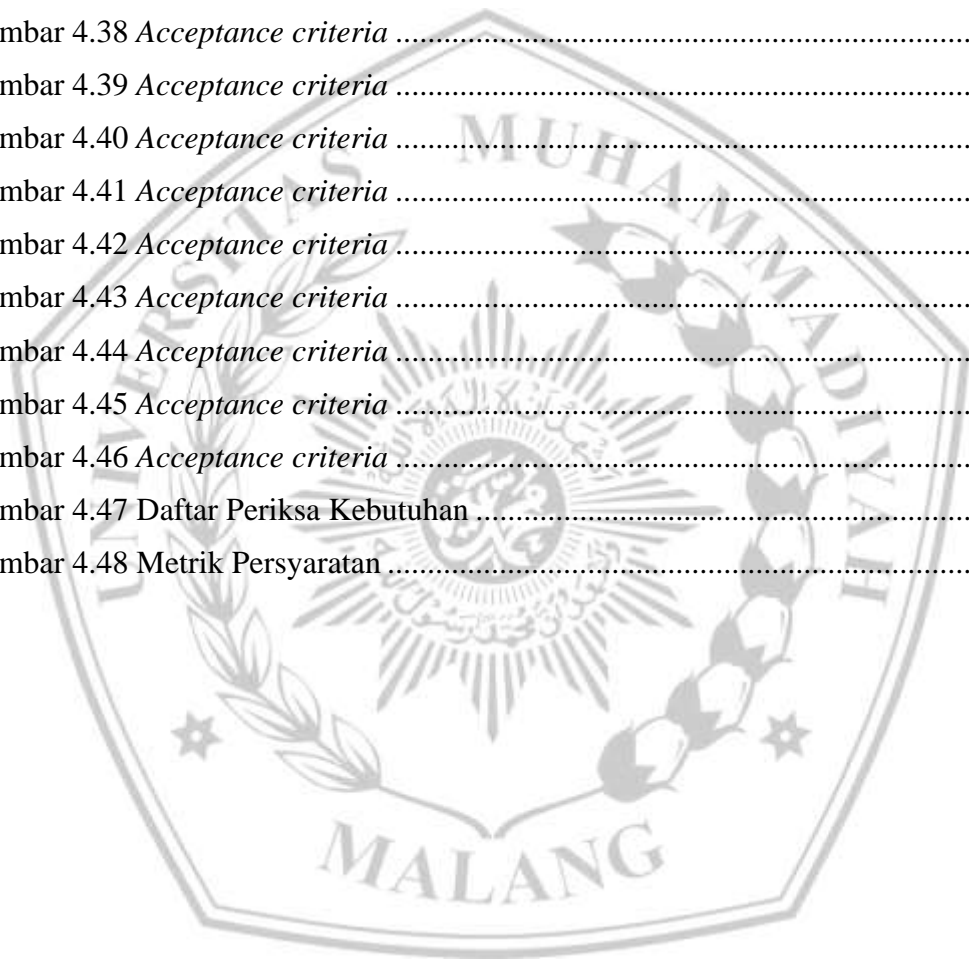 mbar 4.38 Acceptance criteria ....................................................................................
mbar 4.39 Acceptance criteria ....................................................................................
mbar 4.40 Acceptance criteria ....................................................................................
mbar 4.41 Acceptance criteria ....................................................................................
mbar 4.42 Acceptance criteria ....................................................................................
mbar 4.43 Acceptance criteria ....................................................................................
mbar 4.44 Acceptance criteria ....................................................................................
mbar 4.45 Acceptance criteria ....................................................................................
mbar 4.46 Acceptance criteria ....................................................................................
mbar 4.47 Daftar Periksa Kebutuhan ........................................................................
mbar 4.48 Metrik Persyaratan .....................................................................................
UNIVERSITAS MUHAMMADIYAH
MALANG